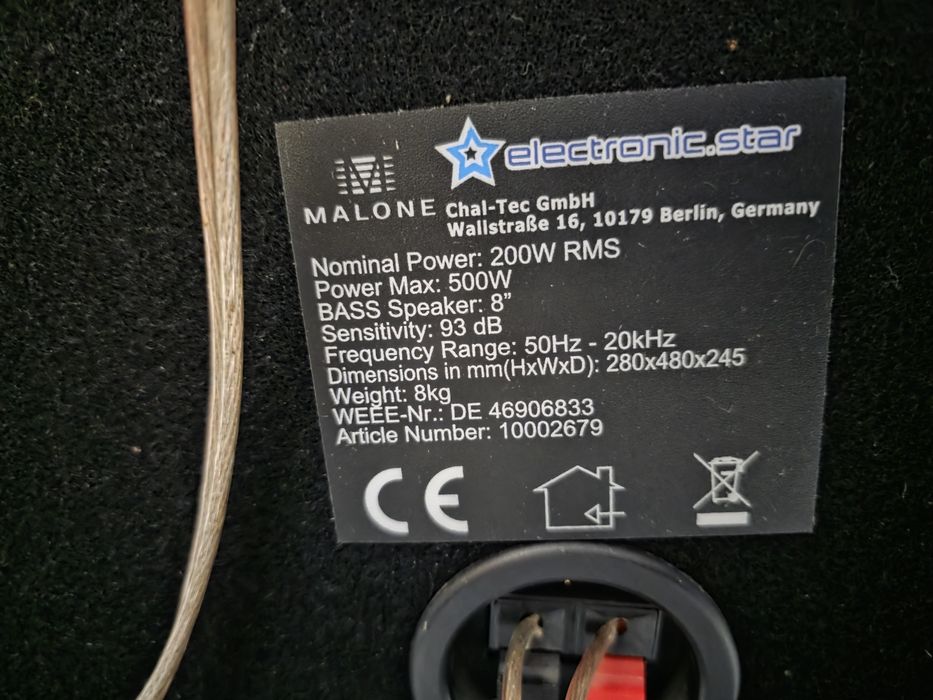 electronic.star
M
MALONE
Chal-Tec GmbH
Wallstraße 16, 10179 Berlin, Germany
Nominal Power: 200W RMS
Power Max: 500W
BASS Speaker: 8”
Sensitivity: 93 dB
Frequency Range: 50Hz - 20kHz
Dimensions in mm(HxWxD): 280x480x245
Weight: 8kg
WEEE-Nr.: DE 46906833
Article Number: 10002679
CE